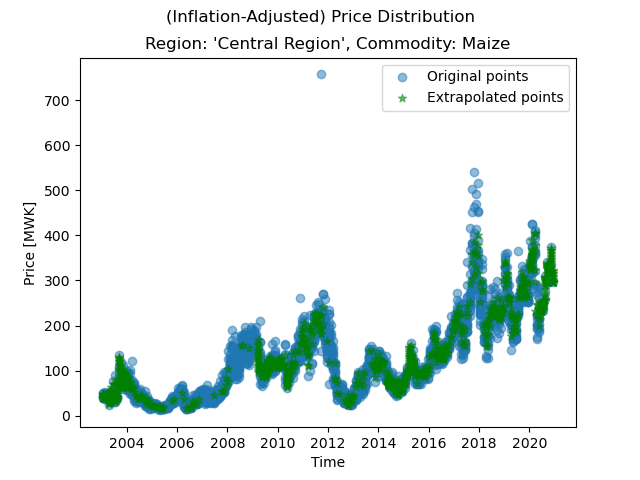 (Inflation-Adjusted) Price Distribution
Region: 'Central Region', Commodity: Maize
Original points
Extrapolated points
Price [MWK]
700
600
500
400
300
200
100
0
2004 2006 2008 2010 2012 2014 2016 2018 2020
Time